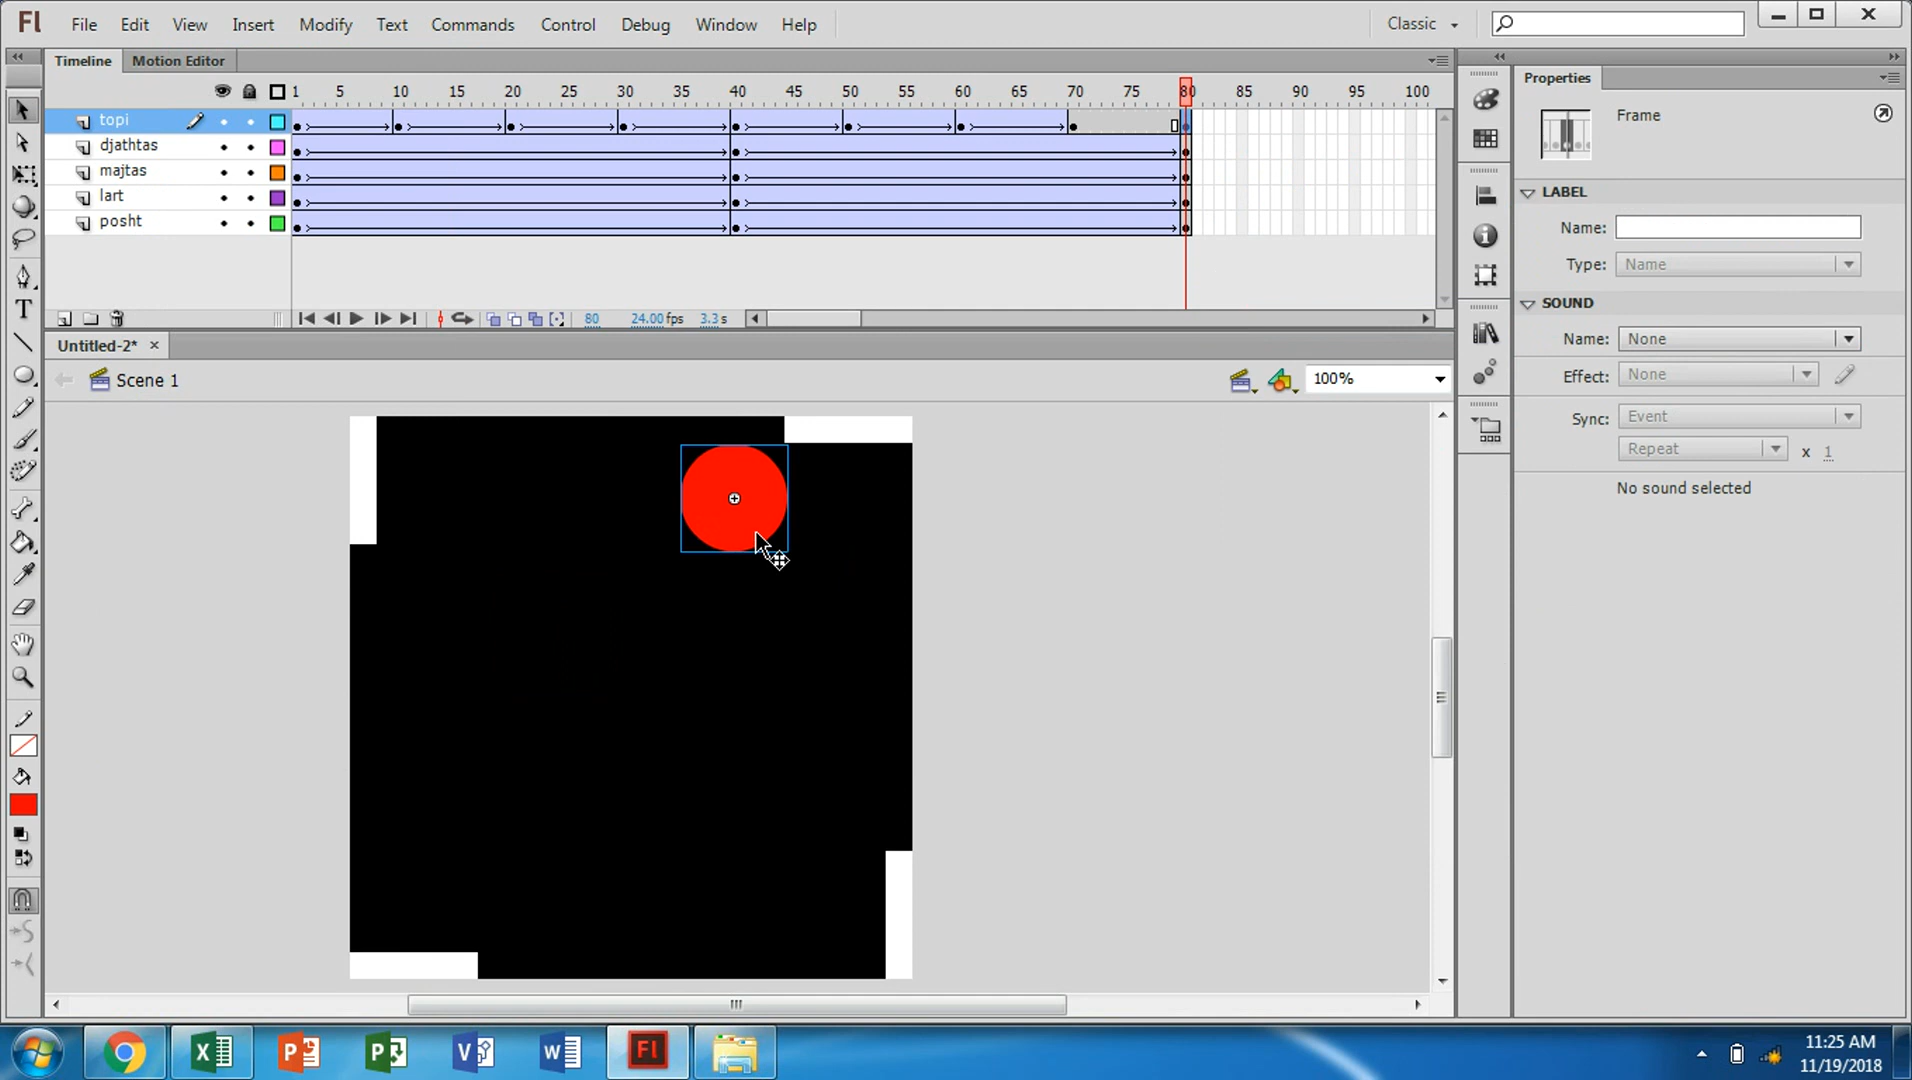 Fl File Edit View Insert Modify Text Commands Control Debug Window Help Classic
Timeline Motion Editor Properties
1 5 10 15 20 25 30 35 40 45 50 55 60 65 70 75 80 85 90 95 100
topi
djathtas
majtas
lart
posht
80 24.00 fps 3.3 s
Untitled-2*
Scene 1 100%
Frame
LABEL
Name:
Type: Name
SOUND
Name: None
Effect: None
Sync: Event
Repeat x 1
No sound selected
T
X P P V W Fl
11:25 AM
11/19/2018